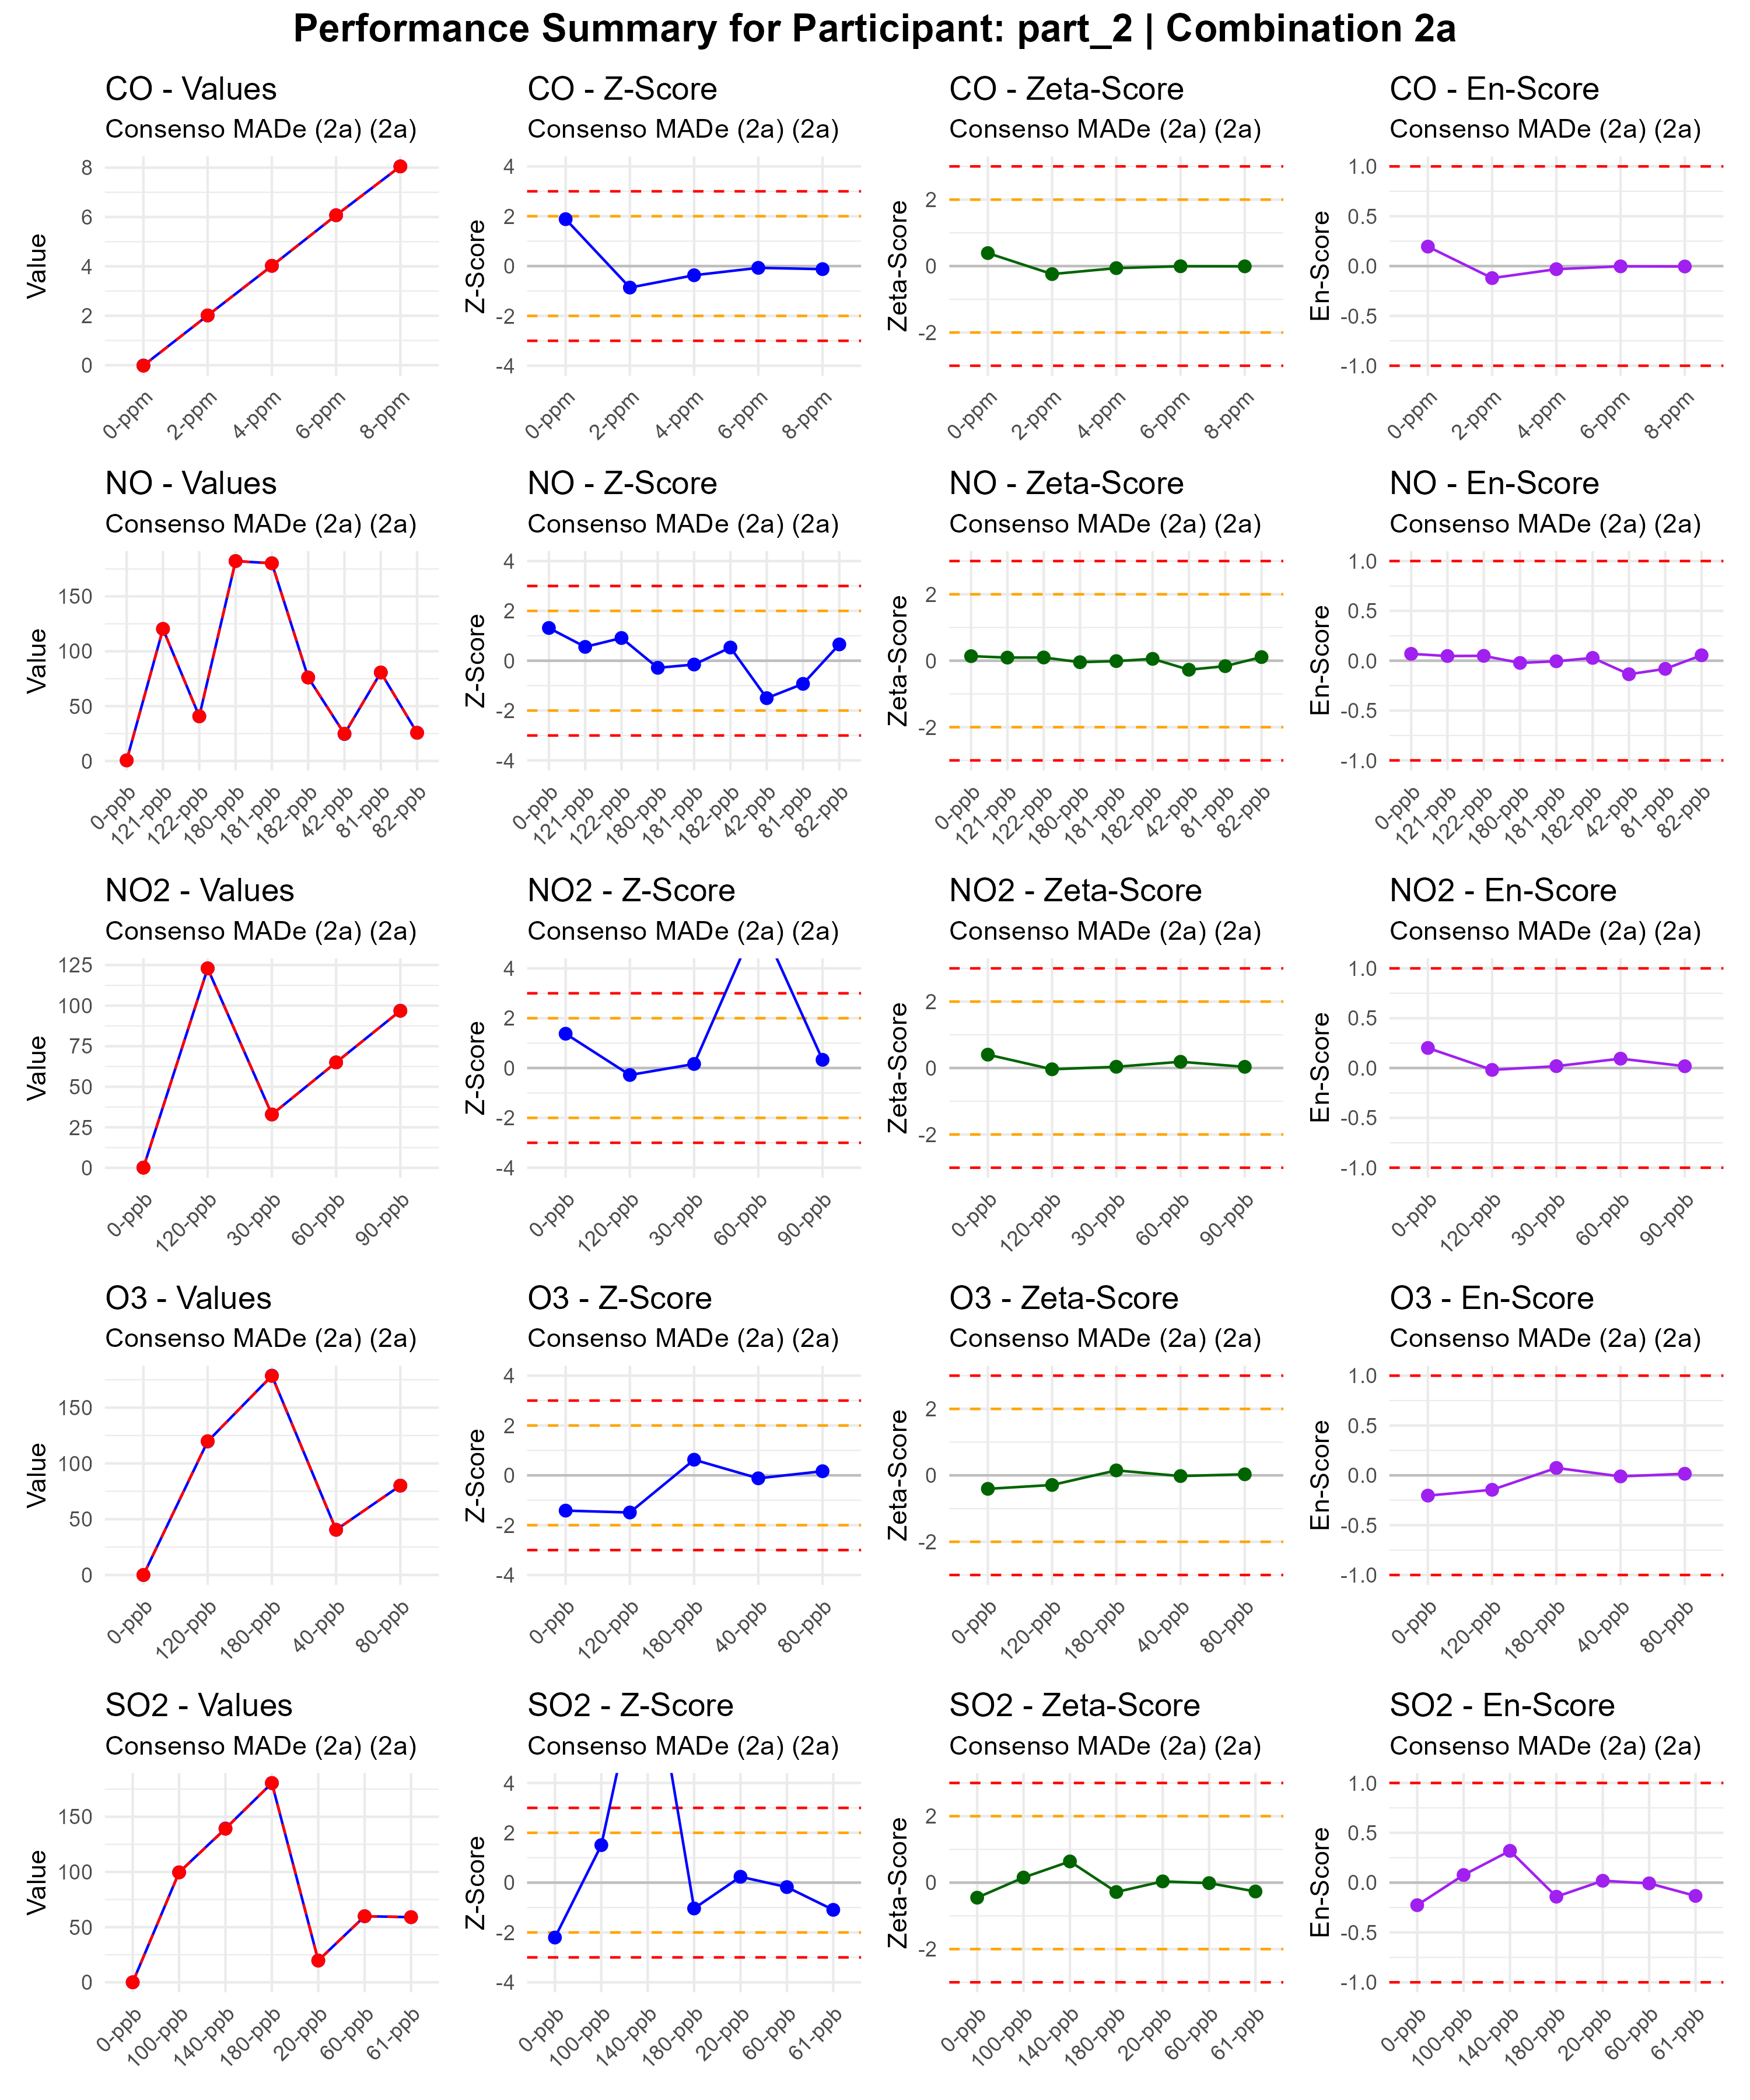 Performance Summary for Participant: part_2 | Combination 2a
CO - Values
Consenso MADe (2a) (2a)
Value
8
6
4
2
0
0-ppm
2-ppm
4-ppm
6-ppm
8-ppm
CO - Z-Score
Consenso MADe (2a) (2a)
Z-Score
4
2
0
-2
-4
0-ppm
2-ppm
4-ppm
6-ppm
8-ppm
CO - Zeta-Score
Consenso MADe (2a) (2a)
Zeta-Score
2
0
-2
0-ppm
2-ppm
4-ppm
6-ppm
8-ppm
CO - En-Score
Consenso MADe (2a) (2a)
En-Score
1.0
0.5
0.0
-0.5
-1.0
0-ppm
2-ppm
4-ppm
6-ppm
8-ppm
NO - Values
Consenso MADe (2a) (2a)
Value
150
100
50
0
0-ppb
121-ppb
122-ppb
180-ppb
181-ppb
182-ppb
42-ppb
81-ppb
82-ppb
NO - Z-Score
Consenso MADe (2a) (2a)
Z-Score
4
2
0
-2
-4
0-ppb
121-ppb
122-ppb
180-ppb
181-ppb
182-ppb
42-ppb
81-ppb
82-ppb
NO - Zeta-Score
Consenso MADe (2a) (2a)
Zeta-Score
2
0
-2
0-ppb
121-ppb
122-ppb
180-ppb
181-ppb
182-ppb
42-ppb
81-ppb
82-ppb
NO - En-Score
Consenso MADe (2a) (2a)
En-Score
1.0
0.5
0.0
-0.5
-1.0
0-ppb
121-ppb
122-ppb
180-ppb
181-ppb
182-ppb
42-ppb
81-ppb
82-ppb
NO2 - Values
Consenso MADe (2a) (2a)
Value
125
100
75
50
25
0
0-ppb
120-ppb
30-ppb
60-ppb
90-ppb
NO2 - Z-Score
Consenso MADe (2a) (2a)
Z-Score
4
2
0
-2
-4
0-ppb
120-ppb
30-ppb
60-ppb
90-ppb
NO2 - Zeta-Score
Consenso MADe (2a) (2a)
Zeta-Score
2
0
-2
0-ppb
120-ppb
30-ppb
60-ppb
90-ppb
NO2 - En-Score
Consenso MADe (2a) (2a)
En-Score
1.0
0.5
0.0
-0.5
-1.0
0-ppb
120-ppb
30-ppb
60-ppb
90-ppb
O3 - Values
Consenso MADe (2a) (2a)
Value
150
100
50
0
0-ppb
120-ppb
180-ppb
40-ppb
80-ppb
O3 - Z-Score
Consenso MADe (2a) (2a)
Z-Score
4
2
0
-2
-4
0-ppb
120-ppb
180-ppb
40-ppb
80-ppb
O3 - Zeta-Score
Consenso MADe (2a) (2a)
Zeta-Score
2
0
-2
0-ppb
120-ppb
180-ppb
40-ppb
80-ppb
O3 - En-Score
Consenso MADe (2a) (2a)
En-Score
1.0
0.5
0.0
-0.5
-1.0
0-ppb
120-ppb
180-ppb
40-ppb
80-ppb
SO2 - Values
Consenso MADe (2a) (2a)
Value
150
100
50
0
0-ppb
100-ppb
140-ppb
180-ppb
20-ppb
60-ppb
61-ppb
SO2 - Z-Score
Consenso MADe (2a) (2a)
Z-Score
4
2
0
-2
-4
0-ppb
100-ppb
140-ppb
180-ppb
20-ppb
60-ppb
61-ppb
SO2 - Zeta-Score
Consenso MADe (2a) (2a)
Zeta-Score
2
0
-2
0-ppb
100-ppb
140-ppb
180-ppb
20-ppb
60-ppb
61-ppb
SO2 - En-Score
Consenso MADe (2a) (2a)
En-Score
1.0
0.5
0.0
-0.5
-1.0
0-ppb
100-ppb
140-ppb
180-ppb
20-ppb
60-ppb
61-ppb